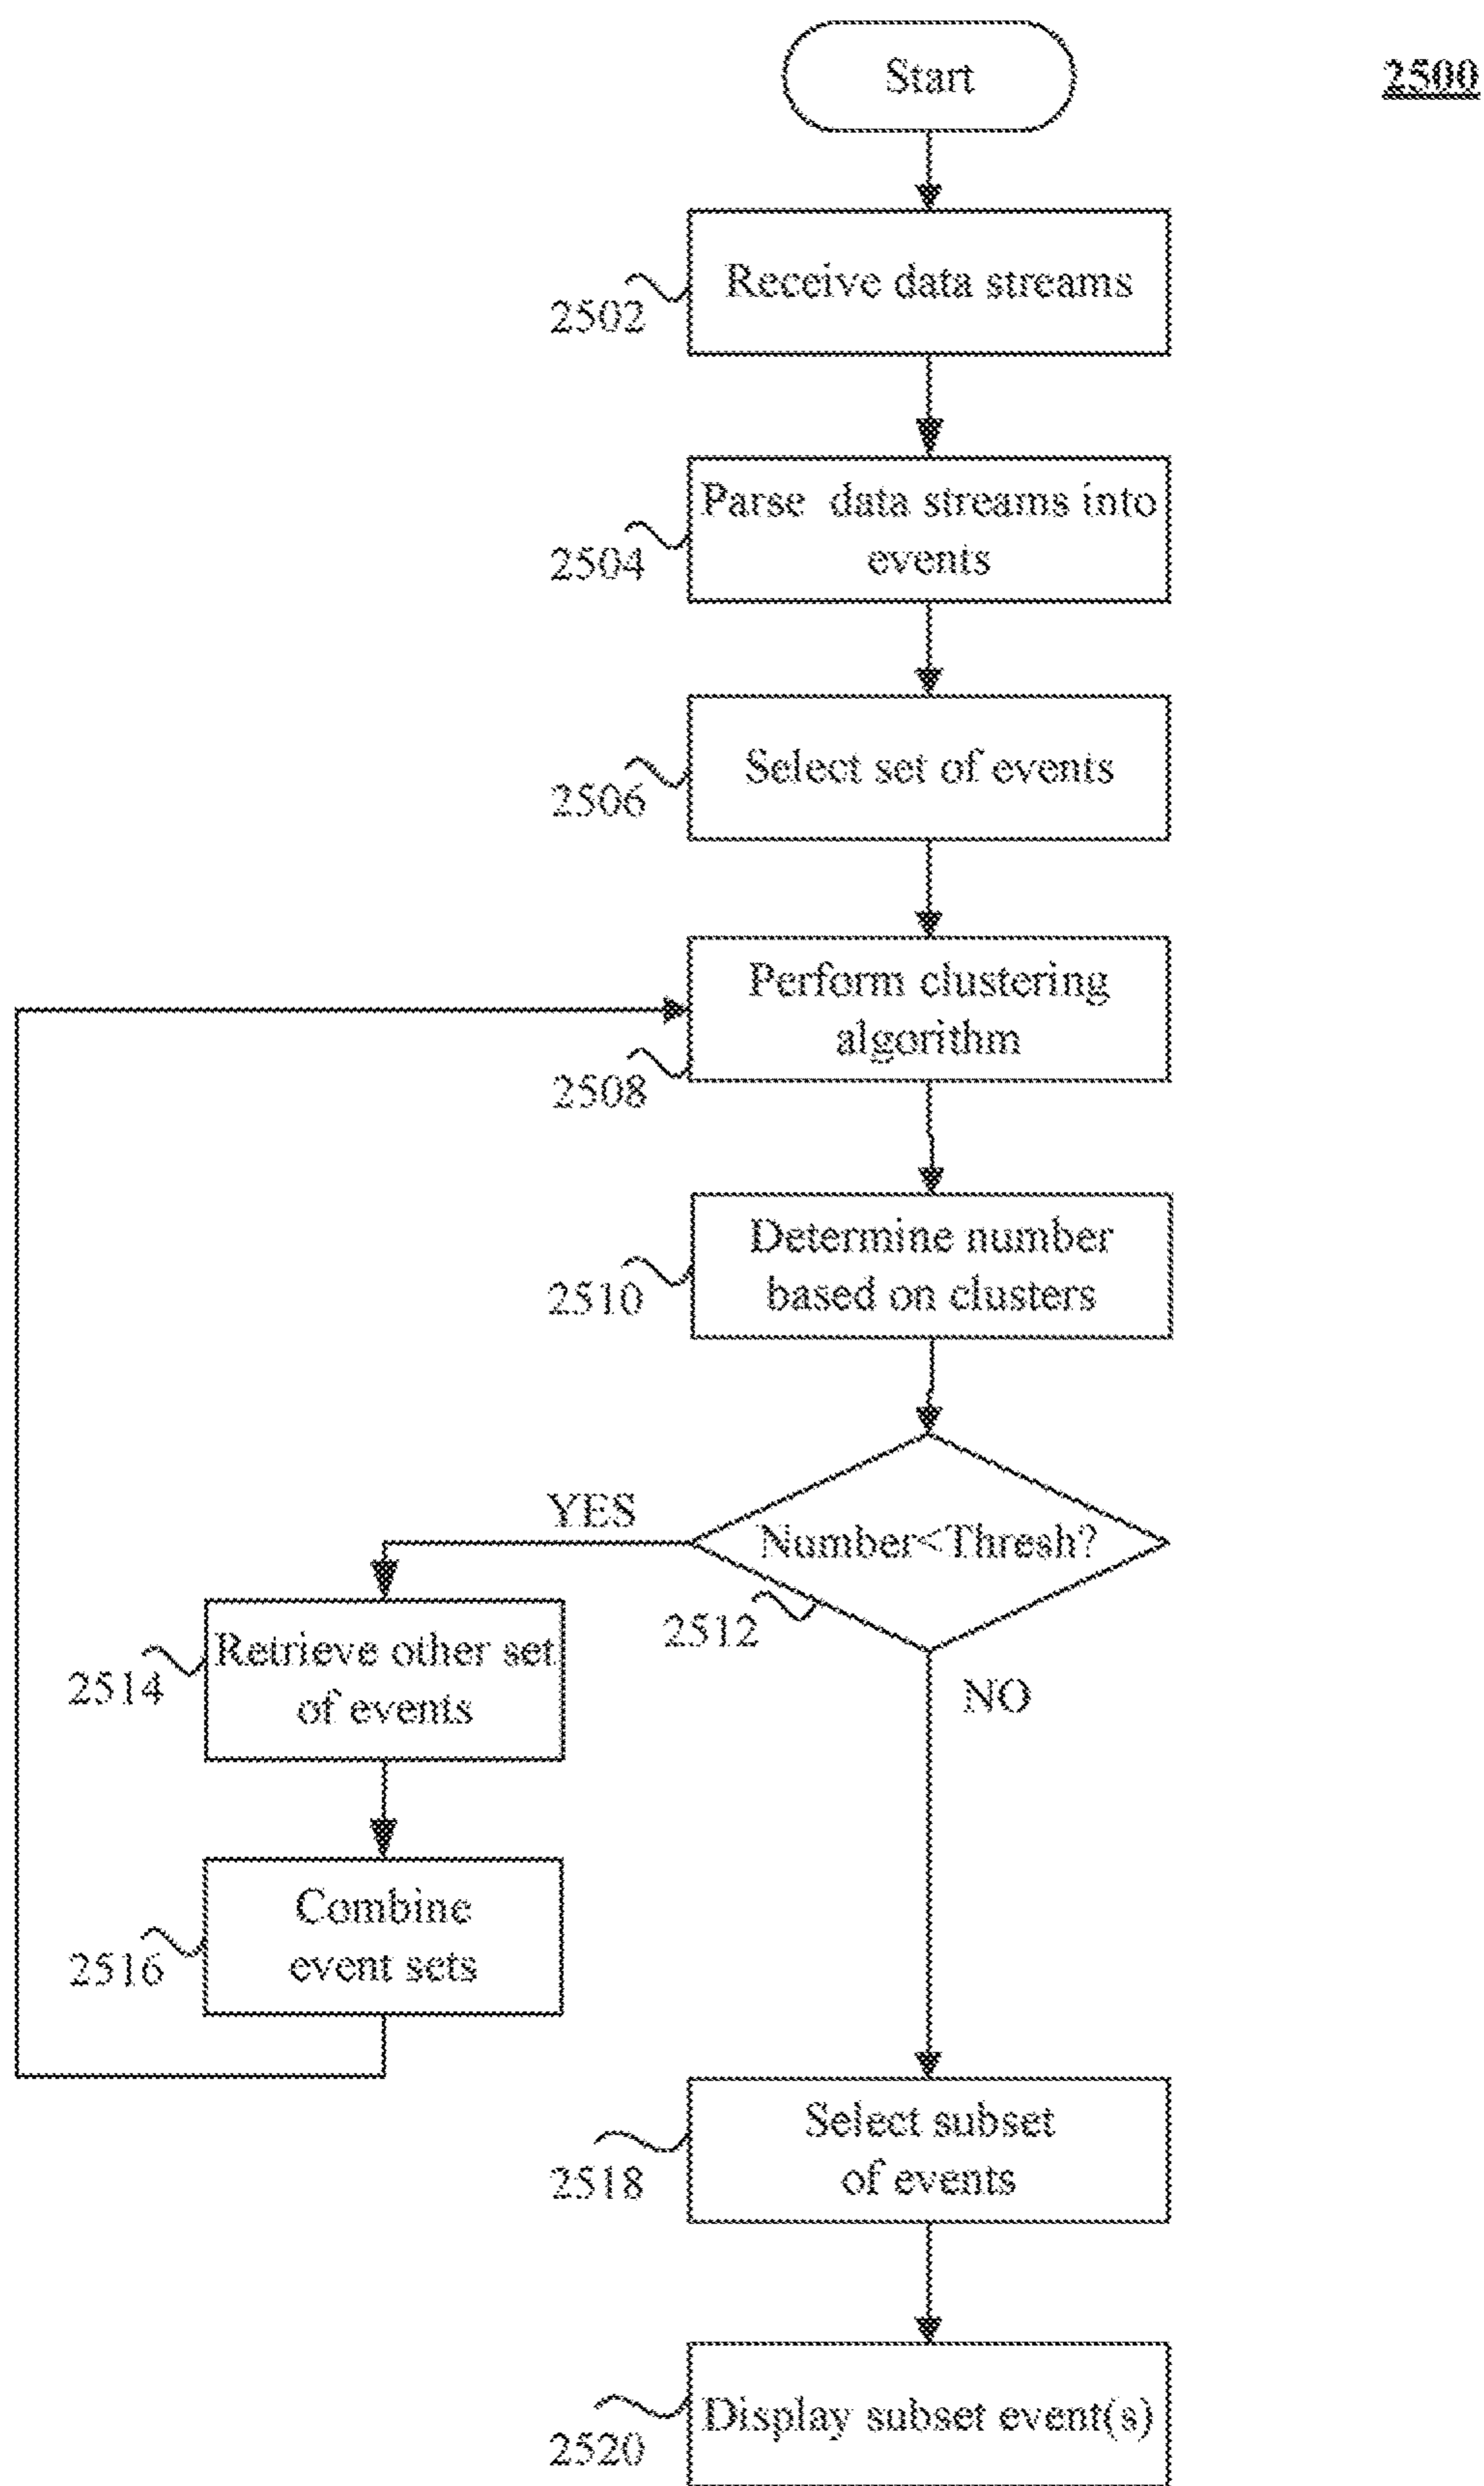 Start
2500
Receive data streams
2502
Parse data streams into
events
2504
Select set of events
2506
Perform clustering
algorithm
2508
Determine number
based on clusters
2510
YES
Number<Thresh?
2512
NO
Retrieve other set
of events
2514
Combine
event sets
2516
Select subset
of events
2518
Display subset event(s)
2520